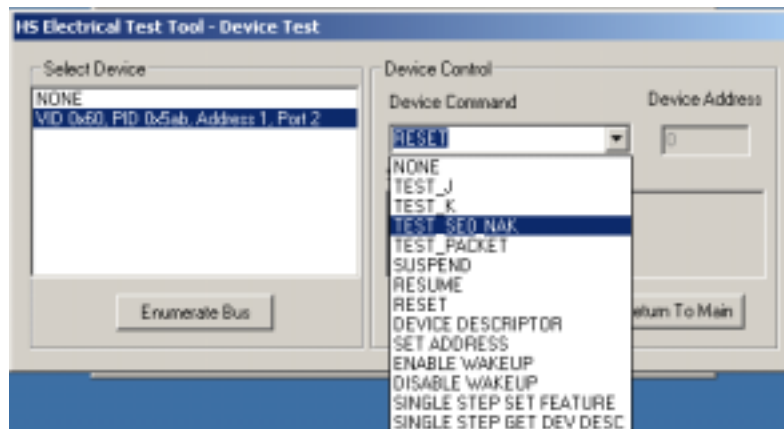 HS Electrical Test Tool - Device Test
Select Device
NONE
VID 0x60, PID 0x5ab, Address 1, Port 2
Enumerate Bus
Device Control
Device Command
Device Address
RESET
0
NONE
TEST_J
TEST_K
TEST_SE0_NAK
TEST_PACKET
SUSPEND
RESUME
RESET
DEVICE DESCRIPTOR
SET ADDRESS
ENABLE WAKEUP
DISABLE WAKEUP
SINGLE STEP SET FEATURE
SINGLE STEP GET DEV DESC
eturn To Main